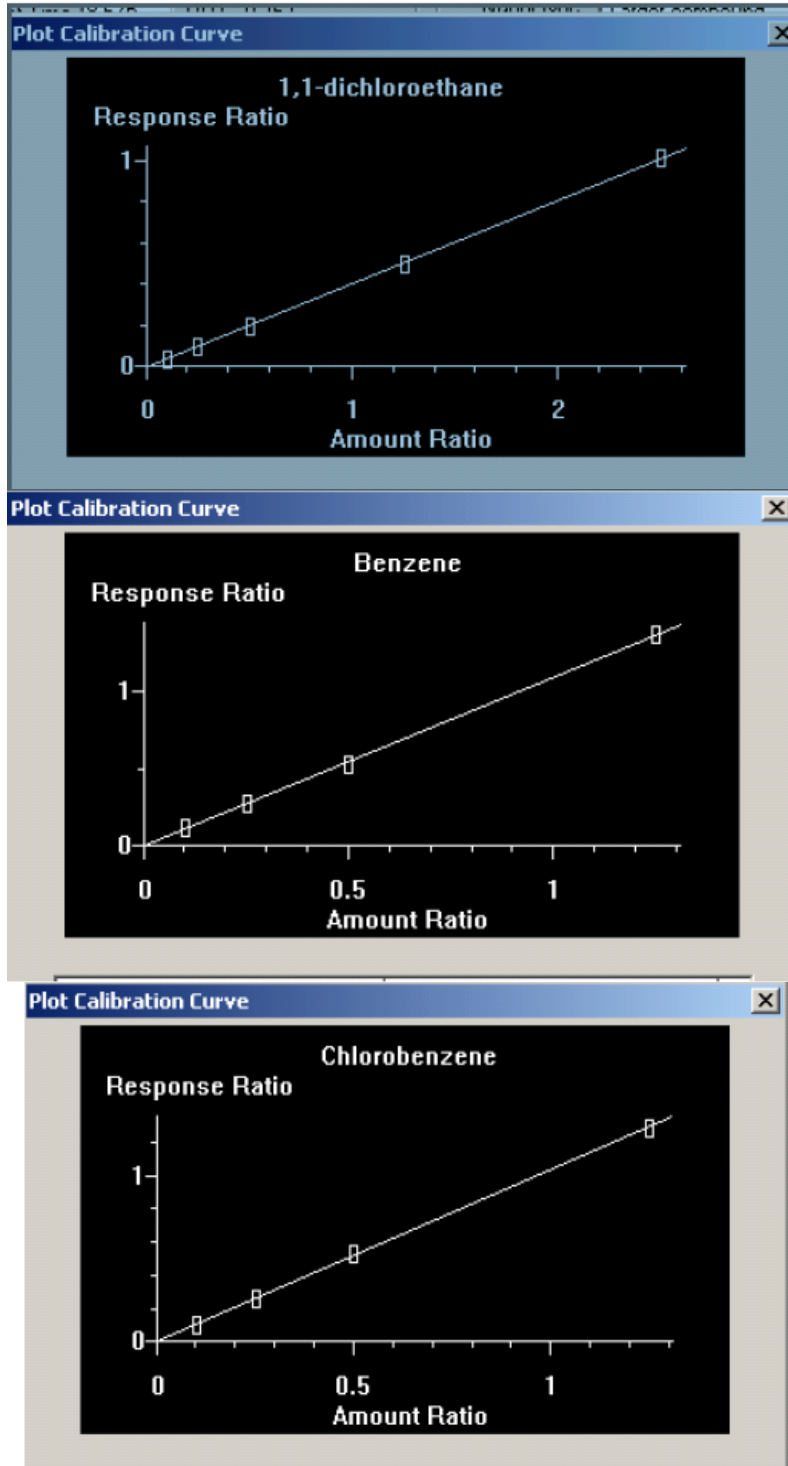 Plot Calibration Curve
1,1-dichloroethane
Response Ratio
1
0
0 1 2
Amount Ratio
Plot Calibration Curve
Benzene
Response Ratio
1
0
0 0.5 1
Amount Ratio
Plot Calibration Curve
Chlorobenzene
Response Ratio
1
0
0 0.5 1
Amount Ratio